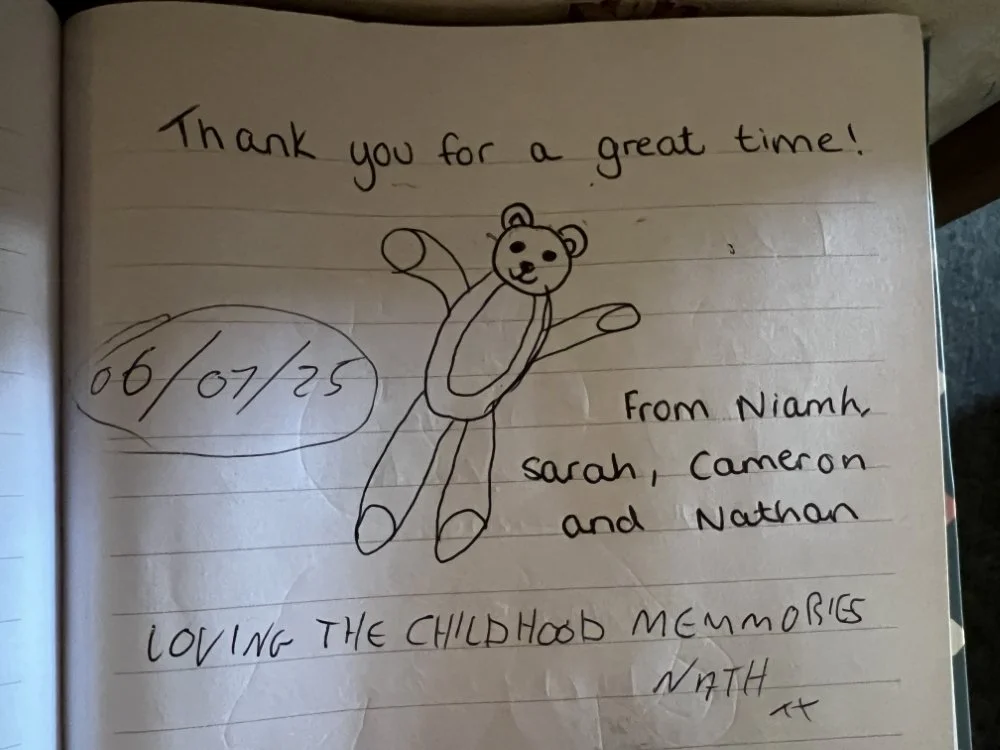 Thank you for a great time!
06/07/25
From Niamh,
sarah, Cameron
and Nathan
LOVING THE CHILDHOOD MEMMORIES
NATH
xx